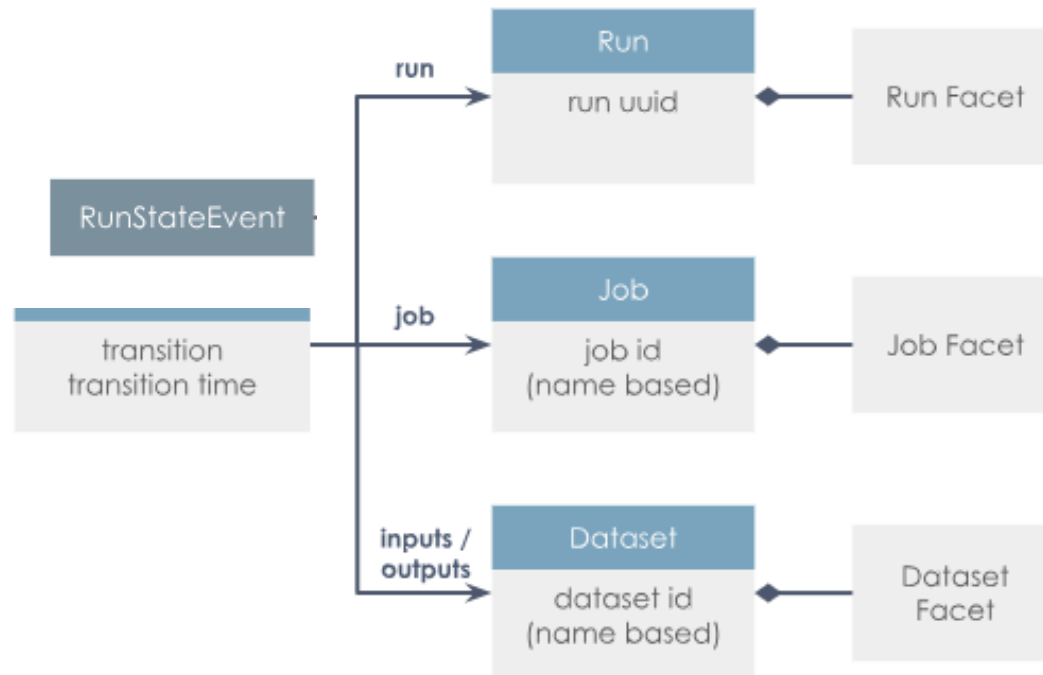 Run
run
run uuid
Run Facet
RunStateEvent
Job
job
job id
(name based)
Job Facet
transition
transition time
Dataset
inputs /
outputs
dataset id
(name based)
Dataset
Facet